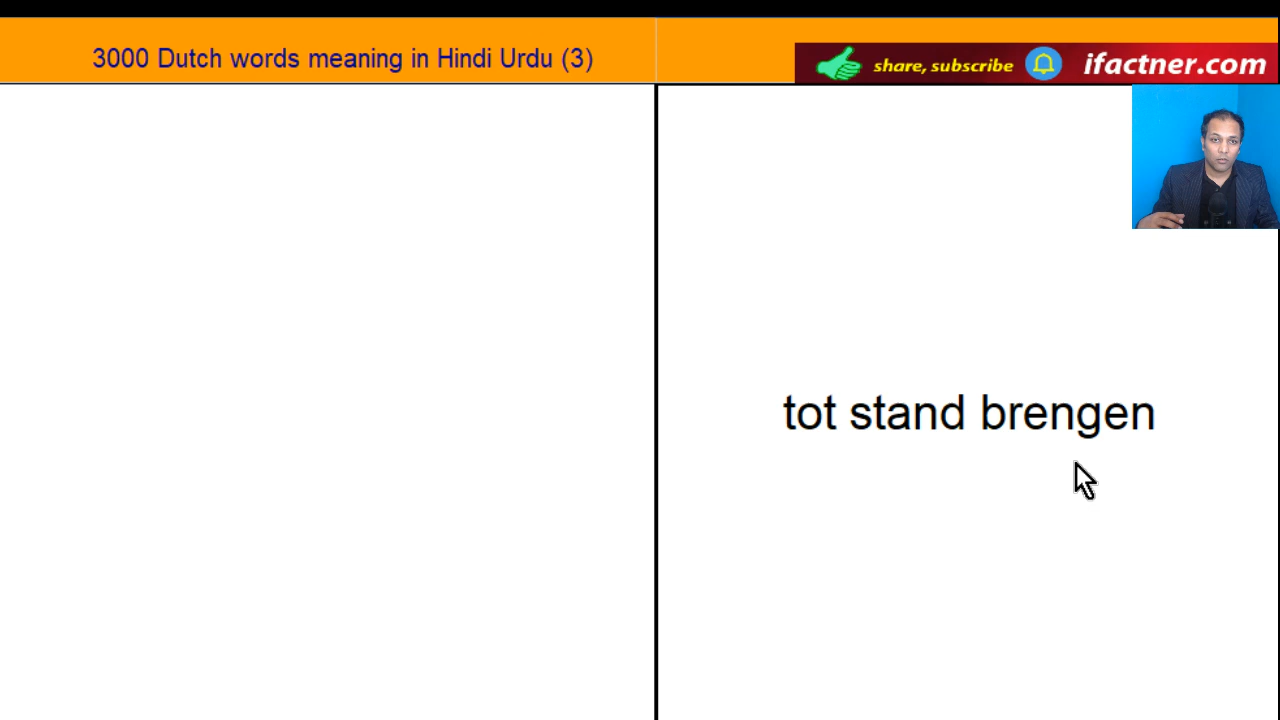 3000 Dutch words meaning in Hindi Urdu (3)
share, subscribe
ifactner.com
tot stand brengen